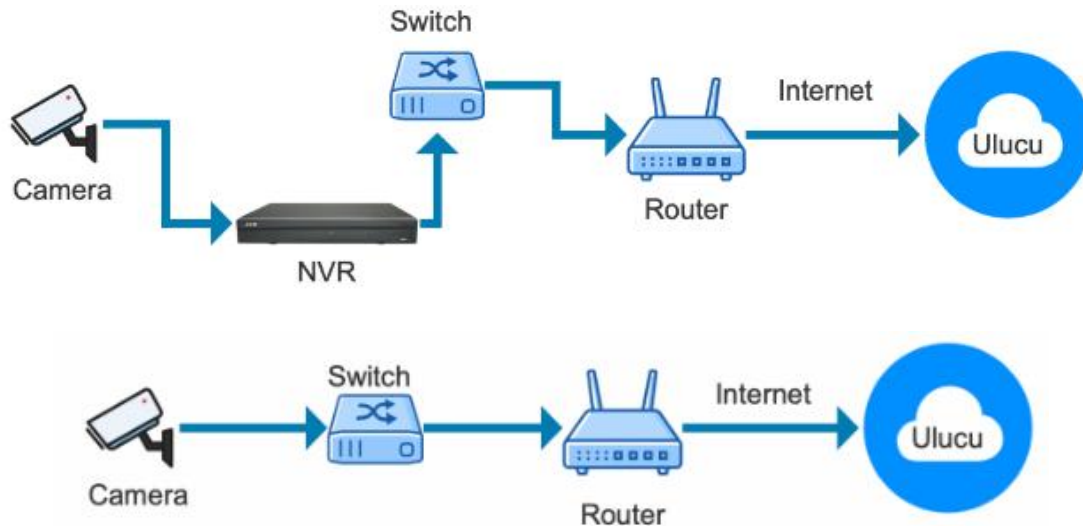 Switch
Internet
Ulucu
Camera
Router
NVR
Switch
Internet
Ulucu
Camera
Router